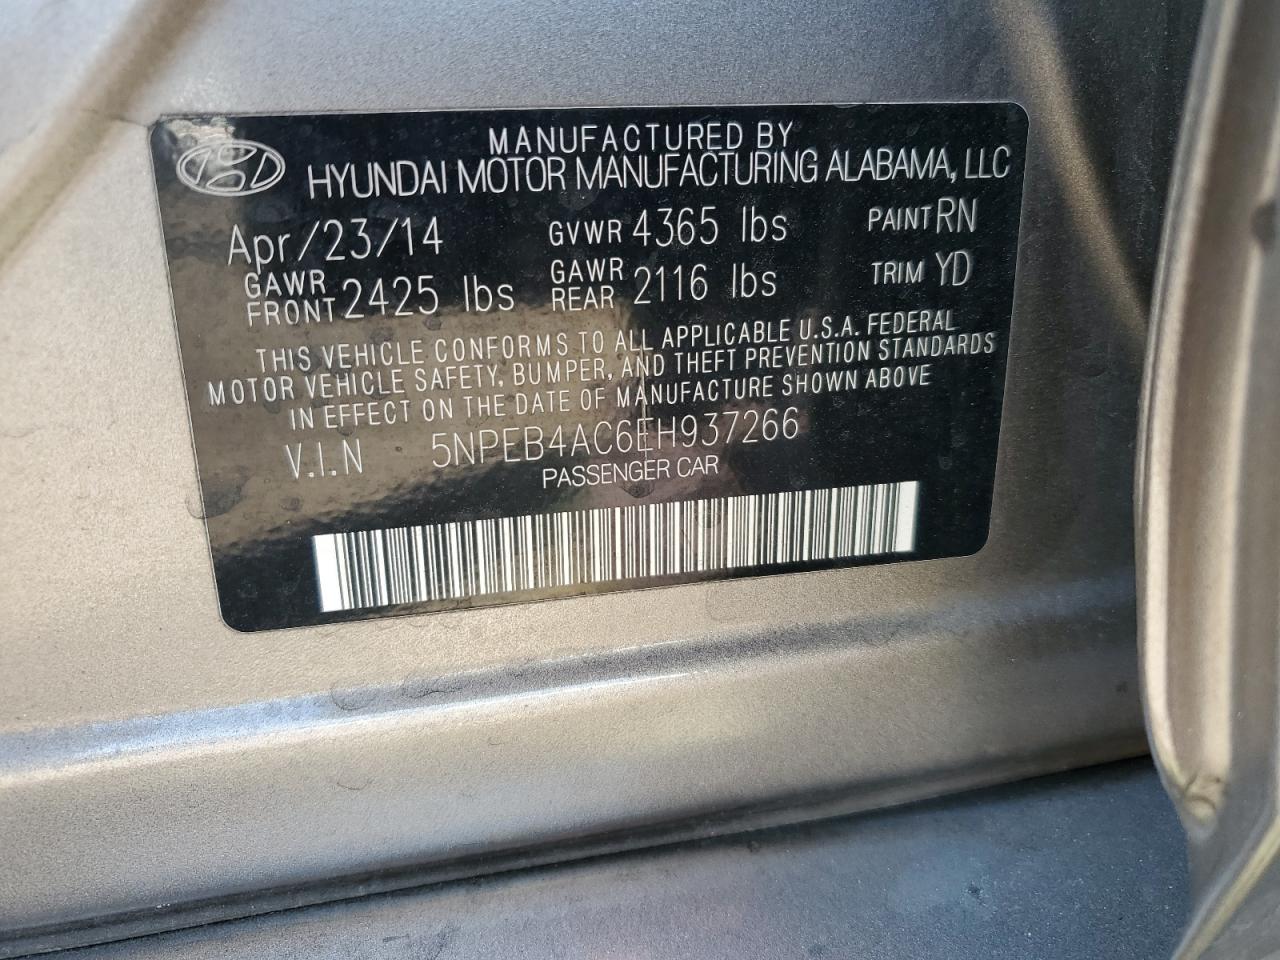 MANUFACTURED BY
HYUNDAI MOTOR MANUFACTURING ALABAMA, LLC
Apr/23/14 GVWR 4365 lbs PAINT RN
GAWR FRONT 2425 lbs GAWR REAR 2116 lbs TRIM YD
THIS VEHICLE CONFORMS TO ALL APPLICABLE U.S.A. FEDERAL
MOTOR VEHICLE SAFETY, BUMPER, AND THEFT PREVENTION STANDARDS
IN EFFECT ON THE DATE OF MANUFACTURE SHOWN ABOVE
V.I.N 5NPEB4AC6EH937266
PASSENGER CAR